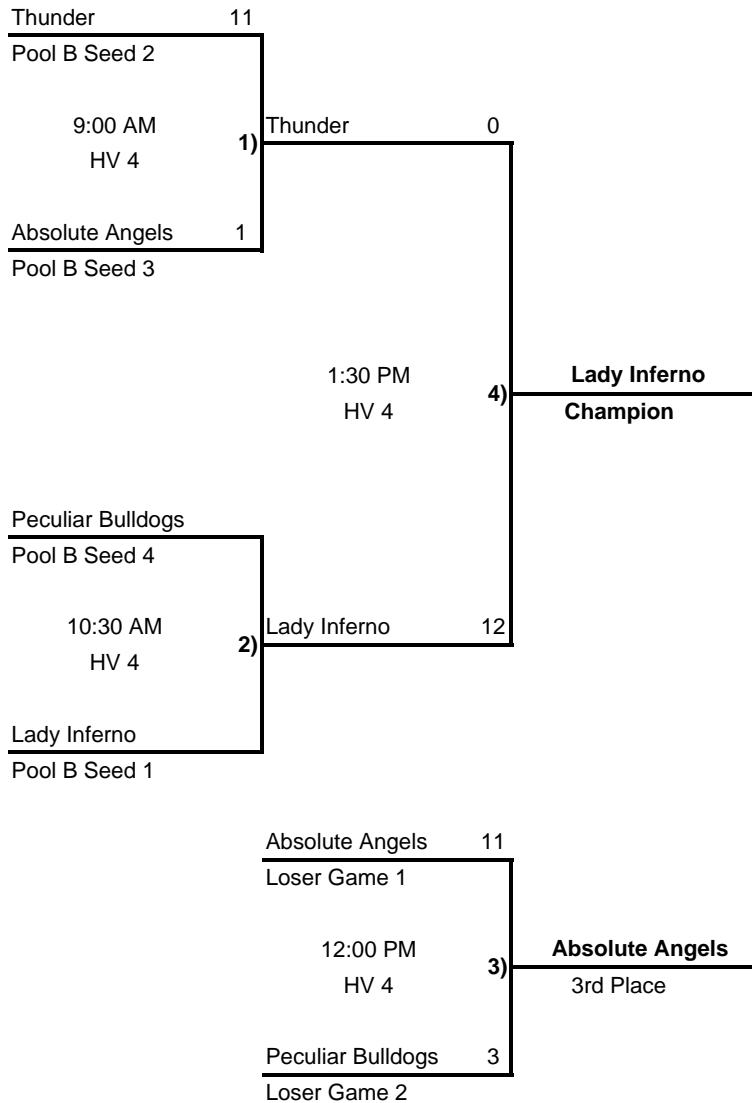 Thunder 11
Pool B Seed 2
9:00 AM
HV 4
1)
Thunder 0
Absolute Angels 1
Pool B Seed 3
1:30 PM
HV 4
4)
Lady Inferno
Champion
Peculiar Bulldogs
Pool B Seed 4
10:30 AM
HV 4
2)
Lady Inferno 12
Lady Inferno
Pool B Seed 1
Absolute Angels 11
Loser Game 1
12:00 PM
HV 4
3)
Absolute Angels
3rd Place
Peculiar Bulldogs 3
Loser Game 2